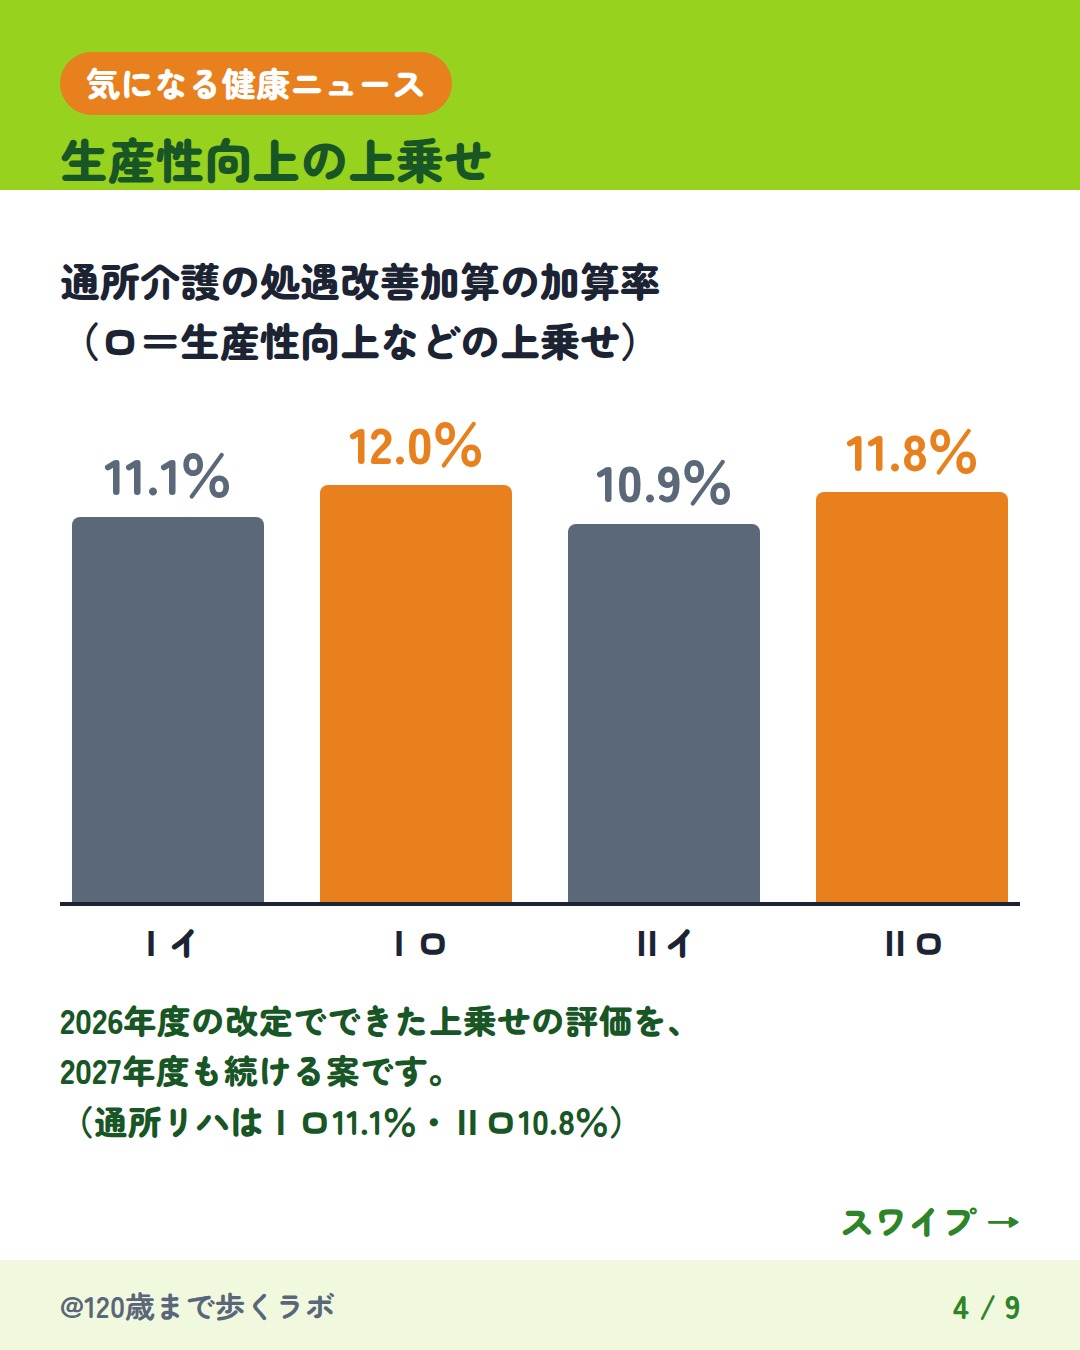 気になる健康ニュース
生産性向上の上乗せ
通所介護の処遇改善加算の加算率
（ロ＝生産性向上などの上乗せ）
11.1％
12.0％
10.9％
11.8％
Ⅰイ
Ⅰロ
Ⅱイ
Ⅱロ
2026年度の改定でできた上乗せの評価を、
2027年度も続ける案です。
（通所リハはⅠロ11.1％・Ⅱロ10.8％）
スワイプ →
@120歳まで歩くラボ
4 / 9